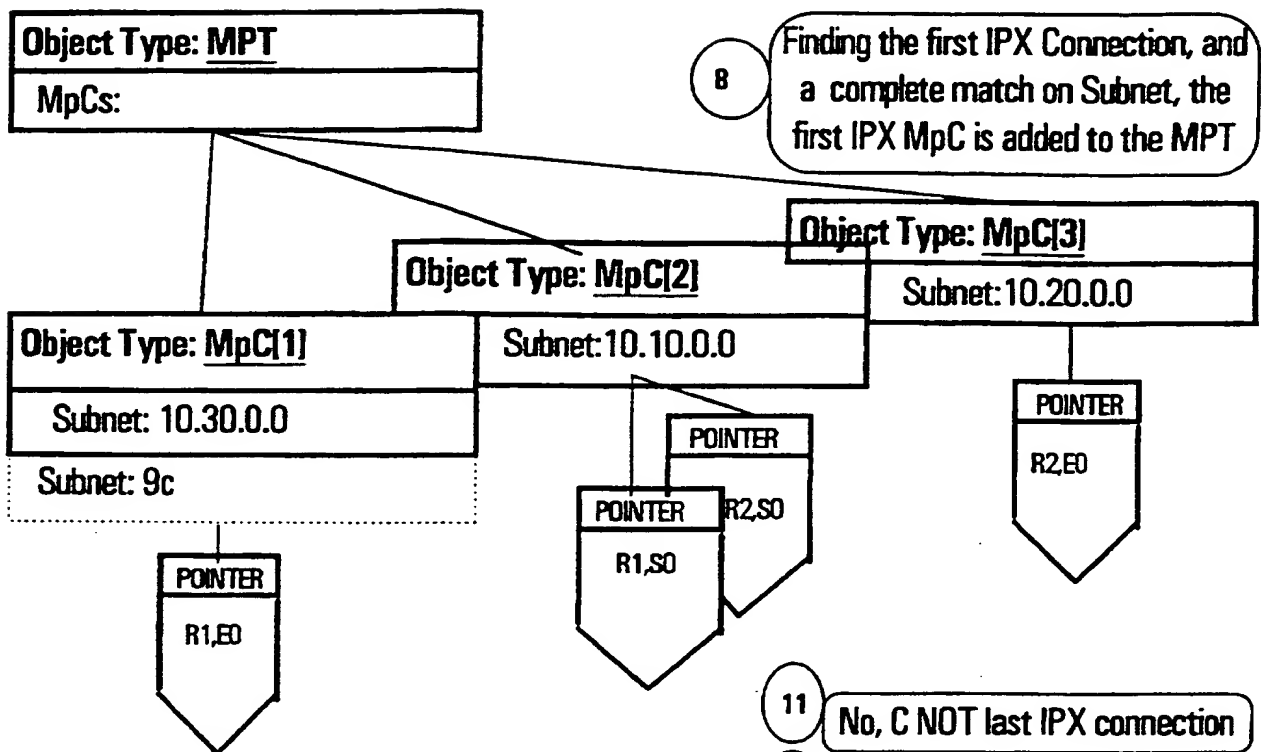 Object Type: MPT
MpCs:
8
Finding the first IPX Connection, and
a complete match on Subnet, the
first IPX MpC is added to the MPT
Object Type: MpC[3]
Subnet:10.20.0.0
Object Type: MpC[2]
Subnet:10.10.0.0
Object Type: MpC[1]
Subnet: 10.30.0.0
Subnet: 9c
POINTER
R2,E0
POINTER
R2,S0
POINTER
R1,S0
POINTER
R1,E0
11
No, C NOT last IPX connection